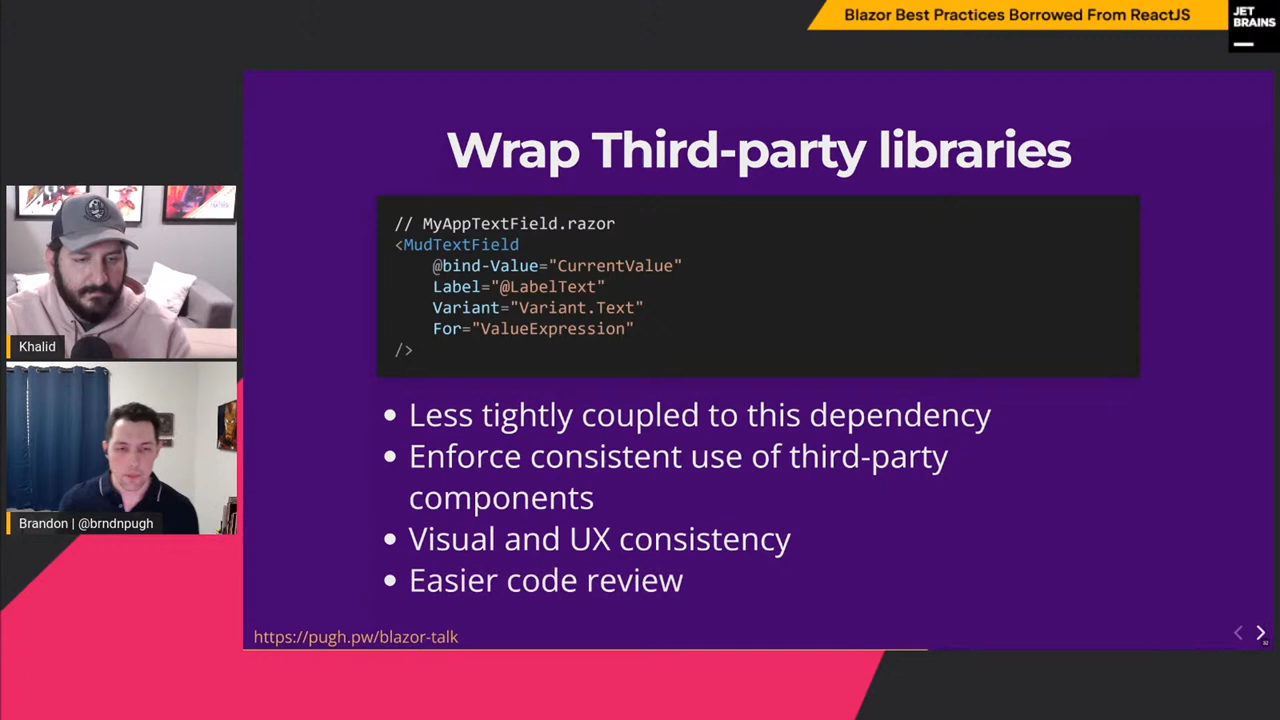 Blazor Best Practices Borrowed From ReactJS
JET
BRAINS
Wrap Third-party libraries
// MyAppTextField.razor
<MudTextField
@bind-Value="CurrentValue"
Label="@LabelText"
Variant="Variant.Text"
For="ValueExpression"
/>
• Less tightly coupled to this dependency
• Enforce consistent use of third-party
components
• Visual and UX consistency
• Easier code review
https://pugh.pw/blazor-talk
32
Khalid
Brandon | @brndnpugh